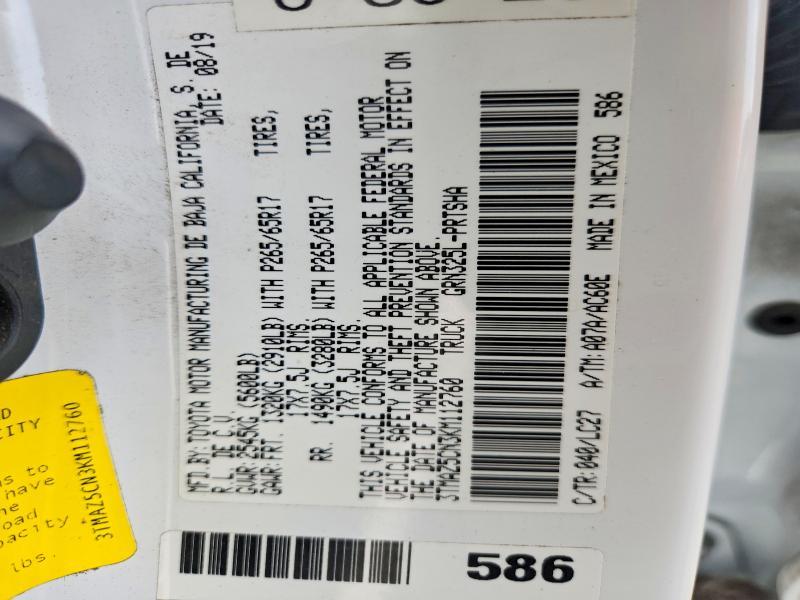 MFD.BY:TOYOTA MOTOR MANUFACTURING DE BAJA CALIFORNIA, S. DE
R.L. DE C.V. DATE: 08/19
GVWR: 2545KG (5600LB)
GAWR: FRT. 1320KG (2910LB) WITH P265/65R17 TIRES,
17X7.5J RIMS,
RR. 1490KG (3280LB) WITH P265/65R17 TIRES,
17X7.5J RIMS.
THIS VEHICLE CONFORMS TO ALL APPLICABLE FEDERAL MOTOR
VEHICLE SAFETY AND THEFT PREVENTION STANDARDS IN EFFECT ON
THE DATE OF MANUFACTURE SHOWN ABOVE.
3TMAZ5CN3KM112760 TRUCK GRN325L-PRTSHA
C/TR:040/LC27 A/TM:A07A/AC60E MADE IN MEXICO 586
586
have
lbs.
3TMAZ5CN3KM112760